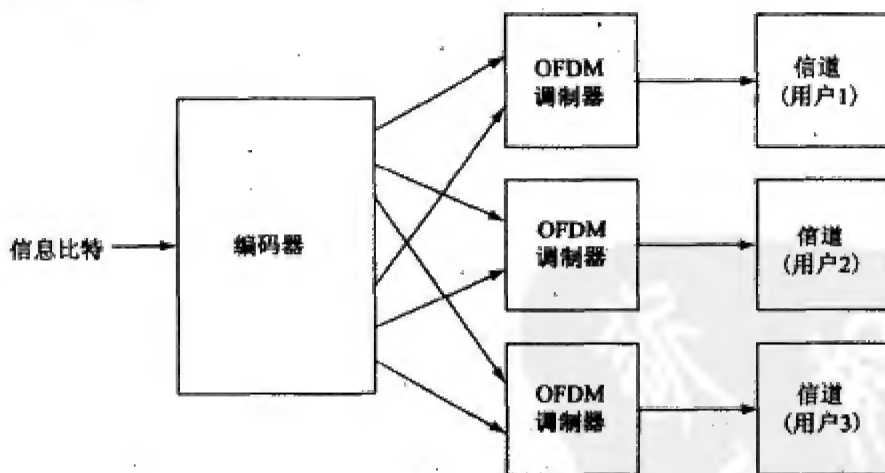 OFDM
调制器
信道
(用户1)
信息比特
编码器
OFDM
调制器
信道
(用户2)
OFDM
调制器
信道
(用户3)